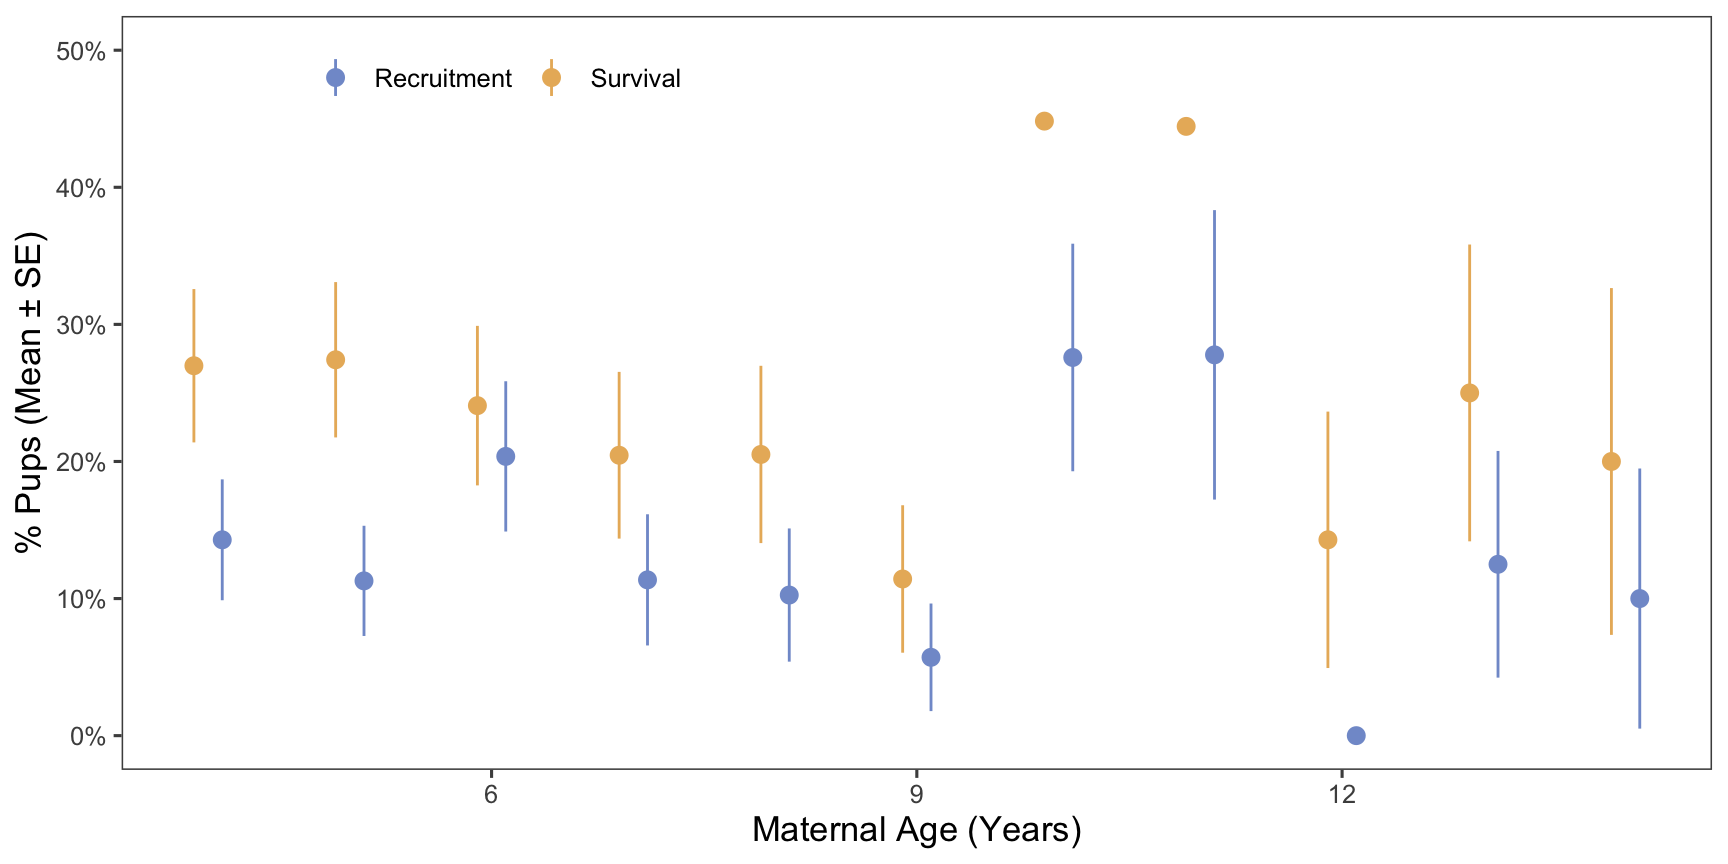 50%
Recruitment Survival
40%
30%
20%
10%
0%
% Pups (Mean ± SE)
6 9 12
Maternal Age (Years)